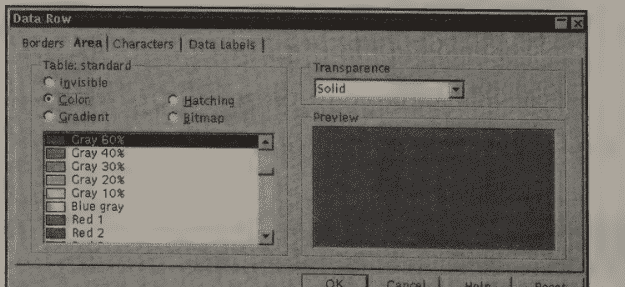 Data Row
Borders Area Characters Data Labels
Table: standard
Invisible
Color
Hatching
Gradient
Bitmap
Gray 60%
Gray 40%
Gray 30%
Gray 20%
Gray 10%
Blue gray
Red 1
Red 2
Transparence
Solid
Preview
OK Cancel Help Reset